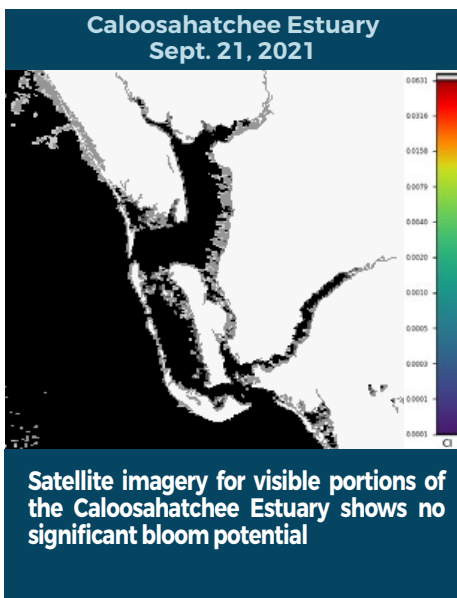 Caloosahatchee Estuary
Sept. 21, 2021
0.0631
0.0316
0.0158
0.0079
0.0040
0.0020
0.0010
0.0005
0.0003
0.0001
0.0001
CI
Satellite imagery for visible portions of
the Caloosahatchee Estuary shows no
significant bloom potential